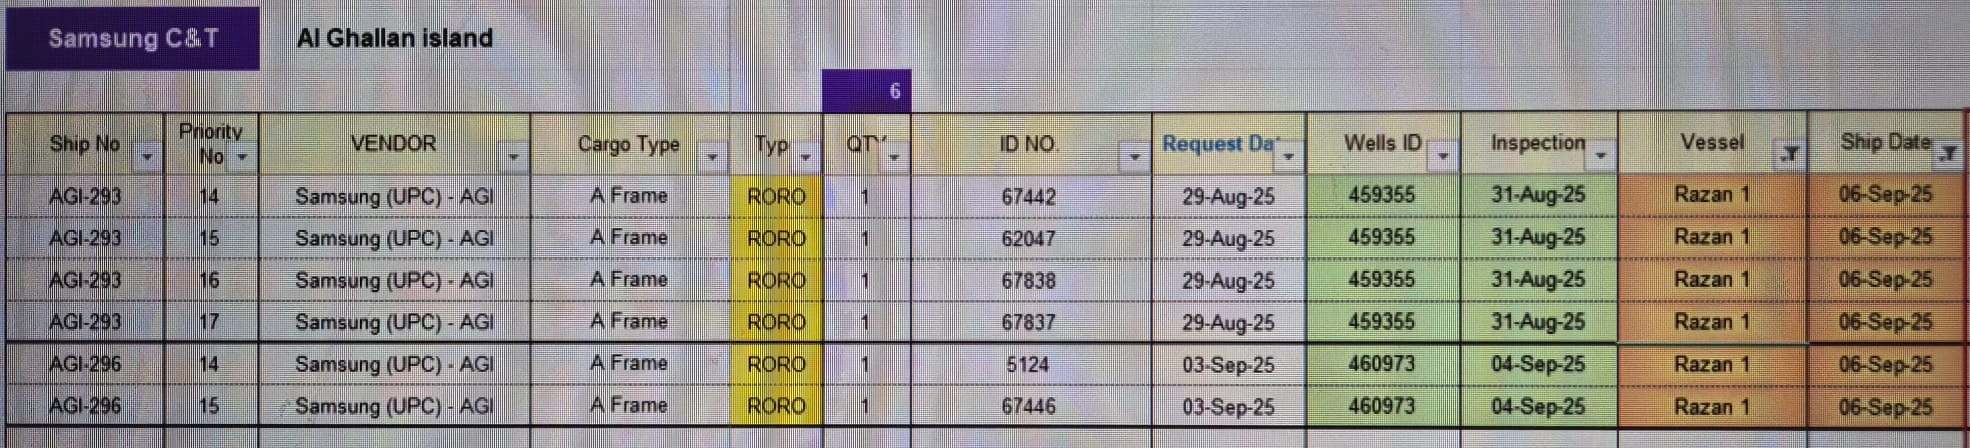 Samsung C&T Al Ghallan island
6
Ship No Priority No VENDOR Cargo Type Typ QTY ID NO. Request Da Wells ID Inspection Vessel Ship Date
AGI-293 14 Samsung (UPC) - AGI A Frame RORO 1 67442 29-Aug-25 459355 31-Aug-25 Razan 1 06-Sep-25
AGI-293 15 Samsung (UPC) - AGI A Frame RORO 1 62047 29-Aug-25 459355 31-Aug-25 Razan 1 06-Sep-25
AGI-293 16 Samsung (UPC) - AGI A Frame RORO 1 67838 29-Aug-25 459355 31-Aug-25 Razan 1 06-Sep-25
AGI-293 17 Samsung (UPC) - AGI A Frame RORO 1 67837 29-Aug-25 459355 31-Aug-25 Razan 1 06-Sep-25
AGI-296 14 Samsung (UPC) - AGI A Frame RORO 1 5124 03-Sep-25 460973 04-Sep-25 Razan 1 06-Sep-25
AGI-296 15 Samsung (UPC) - AGI A Frame RORO 1 67446 03-Sep-25 460973 04-Sep-25 Razan 1 06-Sep-25